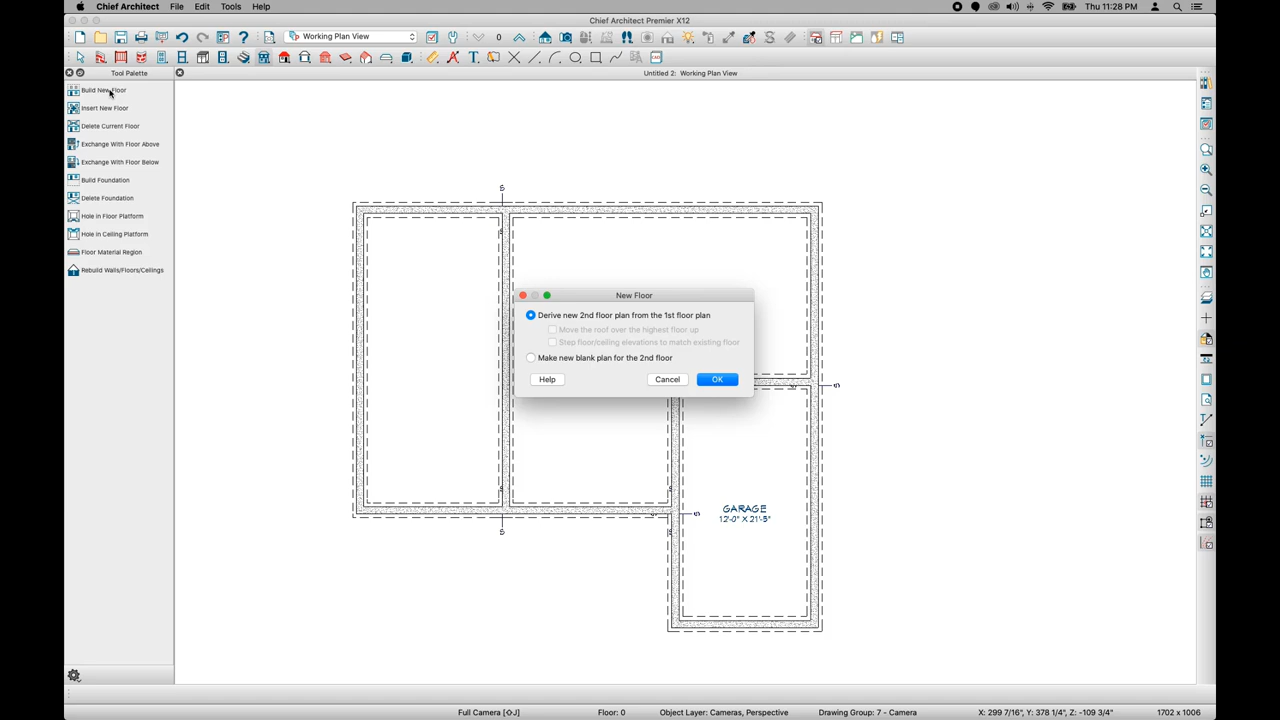 Chief Architect File Edit Tools Help Thu 11:28 PM
Chief Architect Premier X12
Working Plan View 0
Tool Palette
Untitled 2: Working Plan View
Build New Floor
Insert New Floor
Delete Current Floor
Exchange With Floor Above
Exchange With Floor Below
Build Foundation
Delete Foundation
Hole in Floor Platform
Hole in Ceiling Platform
Floor Material Region
Rebuild Walls/Floors/Ceilings
New Floor
Derive new 2nd floor plan from the 1st floor plan
Move the roof over the highest floor up
Step floor/ceiling elevations to match existing floor
Make new blank plan for the 2nd floor
Help Cancel OK
GARAGE
12'-0" X 21'-5"
Full Camera [⇧J] Floor: 0 Object Layer: Cameras, Perspective Drawing Group: 7 - Camera X: 299 7/16", Y: 378 1/4", Z: -109 3/4" 1702 x 1006